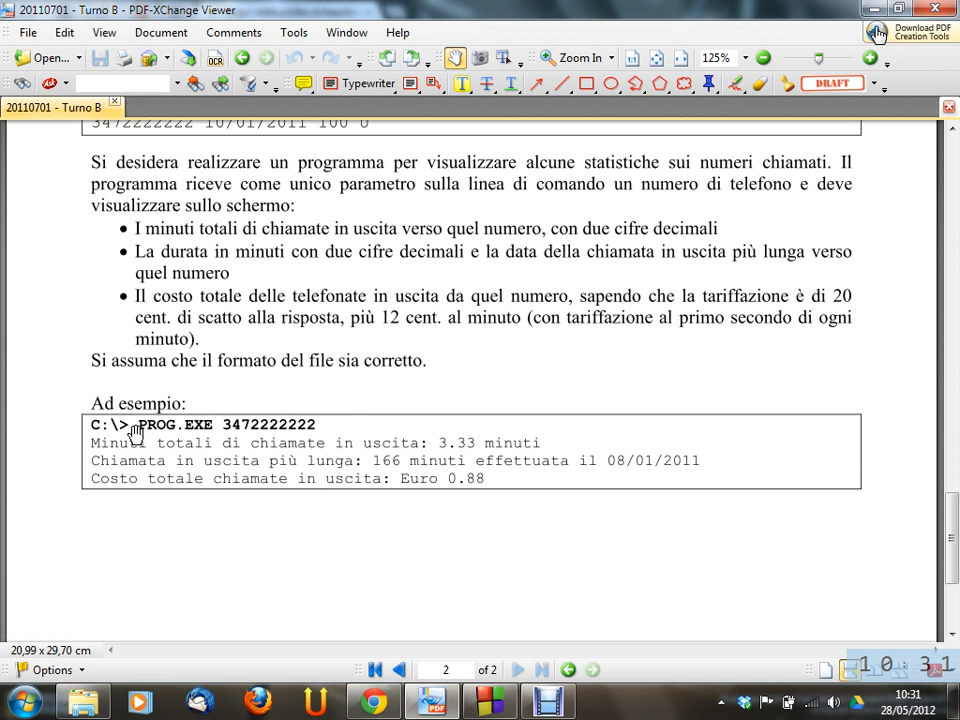 20110701 - Turno B - PDF-XChange Viewer
File Edit View Document Comments Tools Window Help
Download PDF
Creation Tools
Open... OCR Zoom In 125%
Typewriter DRAFT
20110701 - Turno B
3472222222 10/01/2011 100 U
Si desidera realizzare un programma per visualizzare alcune statistiche sui numeri chiamati. Il
programma riceve come unico parametro sulla linea di comando un numero di telefono e deve
visualizzare sullo schermo:
• I minuti totali di chiamate in uscita verso quel numero, con due cifre decimali
• La durata in minuti con due cifre decimali e la data della chiamata in uscita più lunga verso
quel numero
• Il costo totale delle telefonate in uscita da quel numero, sapendo che la tariffazione è di 20
cent. di scatto alla risposta, più 12 cent. al minuto (con tariffazione al primo secondo di ogni
minuto).
Si assuma che il formato del file sia corretto.
Ad esempio:
C:\> PROG.EXE 3472222222
Minuti totali di chiamate in uscita: 3.33 minuti
Chiamata in uscita più lunga: 166 minuti effettuata il 08/01/2011
Costo totale chiamate in uscita: Euro 0.88
20,99 x 29,70 cm
Options 2 of 2
10:31
PDF
10:31
28/05/2012